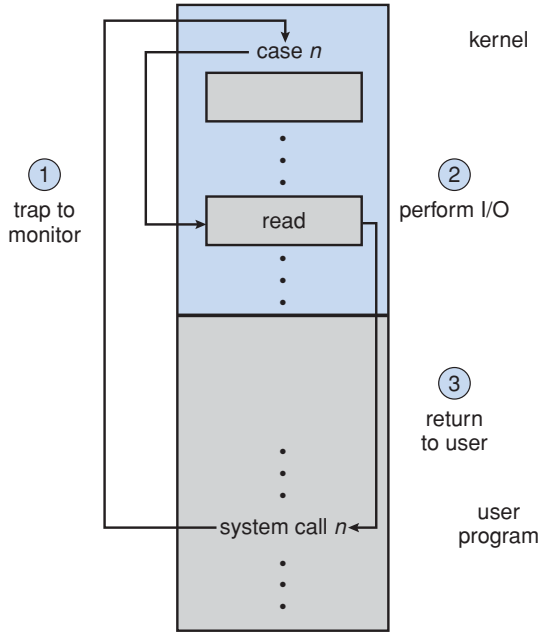 kernel
case n
1
trap to
monitor
2
perform I/O
read
3
return
to user
system call n
user
program